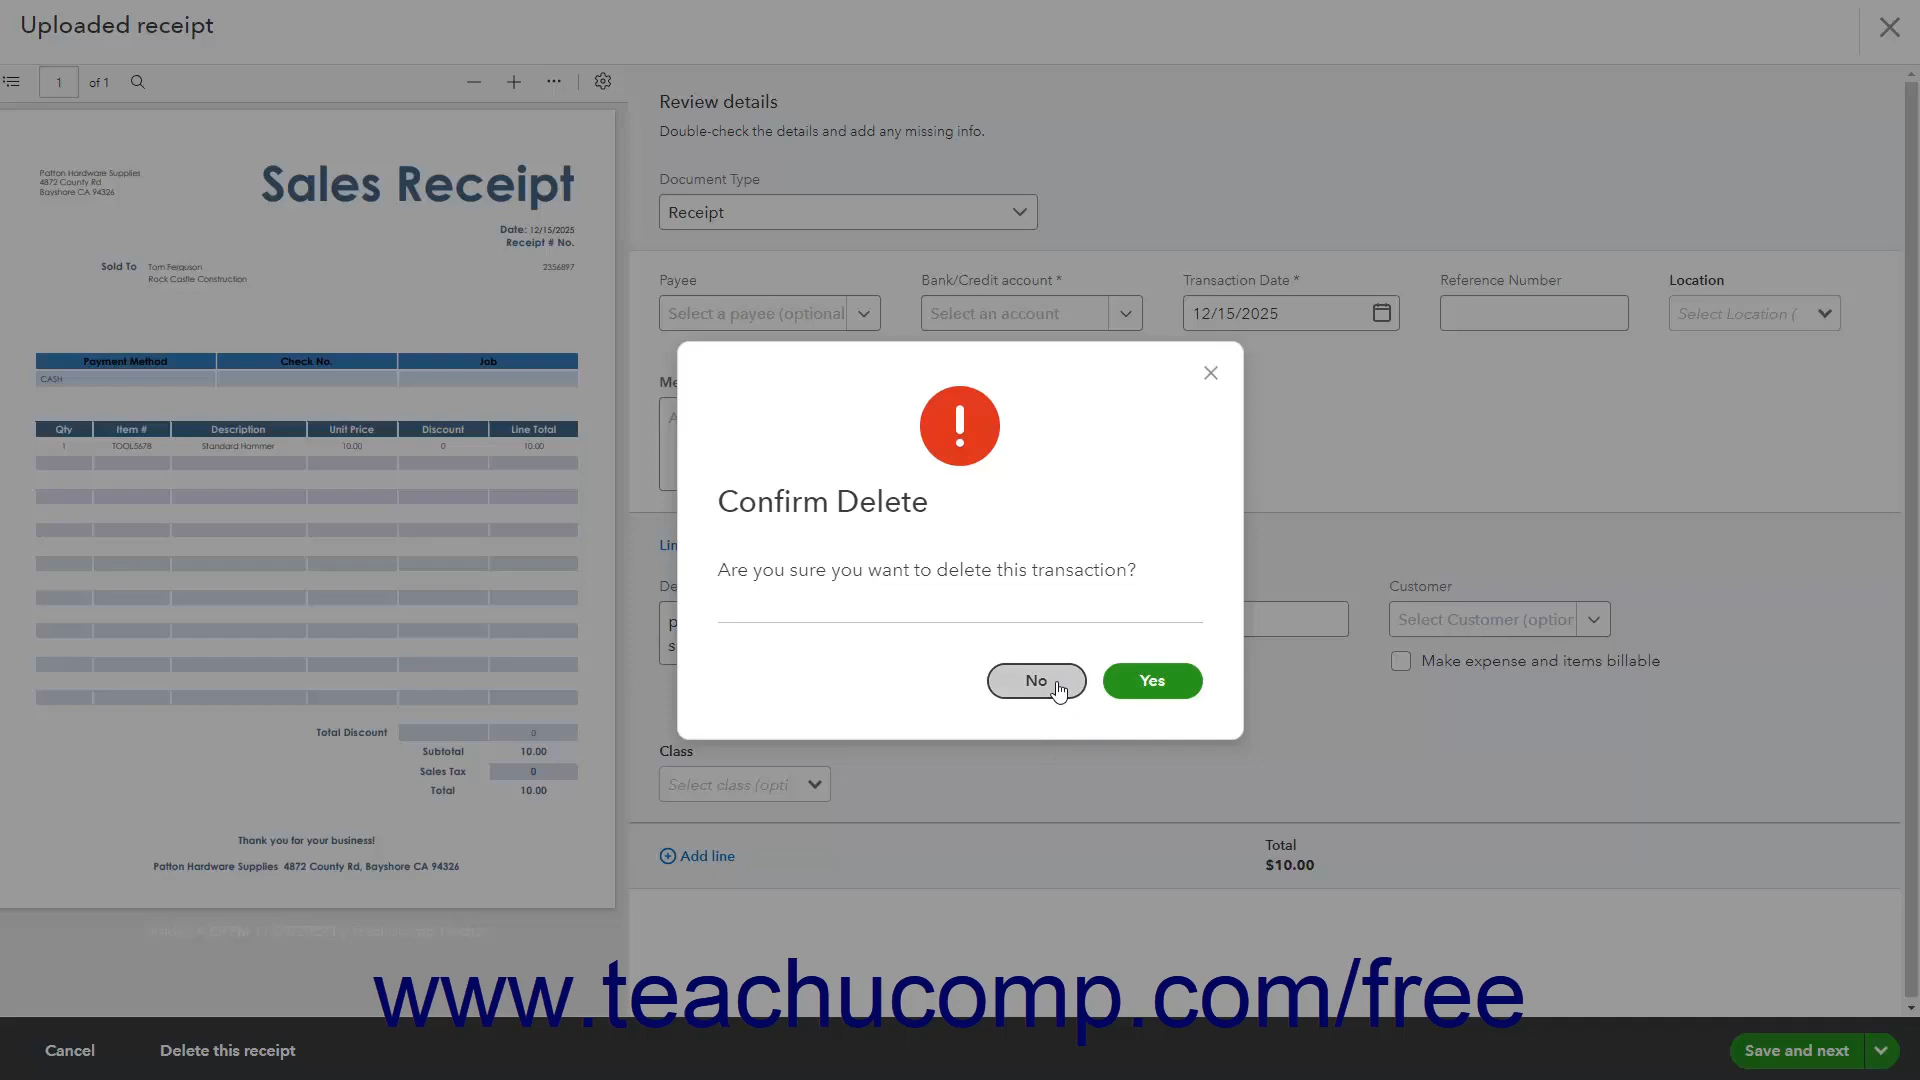 Uploaded receipt
1 of 1
Patton Hardware Supplies
4872 County Rd
Bayshore CA 94326
Sales Receipt
Date: 12/15/2025
Receipt # No.
Sold To Tom Ferguson 2356897
Rock Castle Construction
Payment Method Check No. Job
CASH
Qty Item # Description Unit Price Discount Line Total
1 TOOL5678 Standard Hammer 10.00 0 10.00
Total Discount 0
Subtotal 10.00
Sales Tax 0
Total 10.00
Thank you for your business!
Patton Hardware Supplies 4872 County Rd, Bayshore CA 94326
Review details
Double-check the details and add any missing info.
Document Type
Receipt
Payee Bank/Credit account * Transaction Date * Reference Number Location
Select a payee (optional Select an account 12/15/2025 Select Location (
Me
A
Lin
De Customer
p Select Customer (option
s
Make expense and items billable
Class
Select class (opti
Add line
Total
$10.00
Confirm Delete
Are you sure you want to delete this transaction?
No Yes
www.teachucomp.com/free
Cancel Delete this receipt Save and next